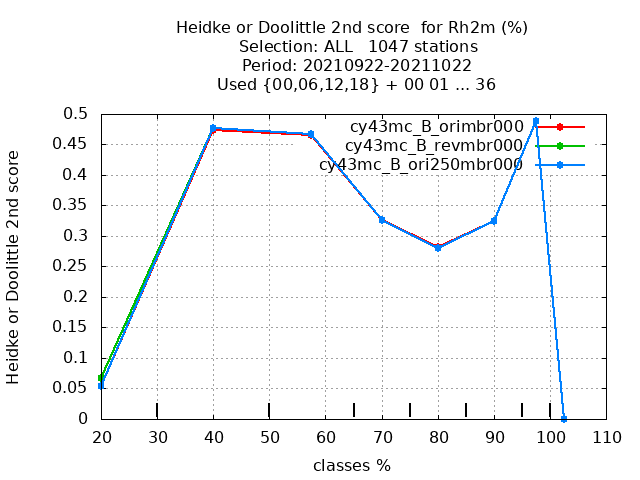 Heidke or Doolittle 2nd score  for Rh2m (%)
Selection: ALL   1047 stations
Period: 20210922-20211022
Used {00,06,12,18} + 00 01 ... 36
Heidke or Doolittle 2nd score
0.5
0.45
0.4
0.35
0.3
0.25
0.2
0.15
0.1
0.05
0
cy43mc_B_orimbr000
cy43mc_B_revmbr000
cy43mc_B_ori250mbr000
20 30 40 50 60 70 80 90 100 110
classes %